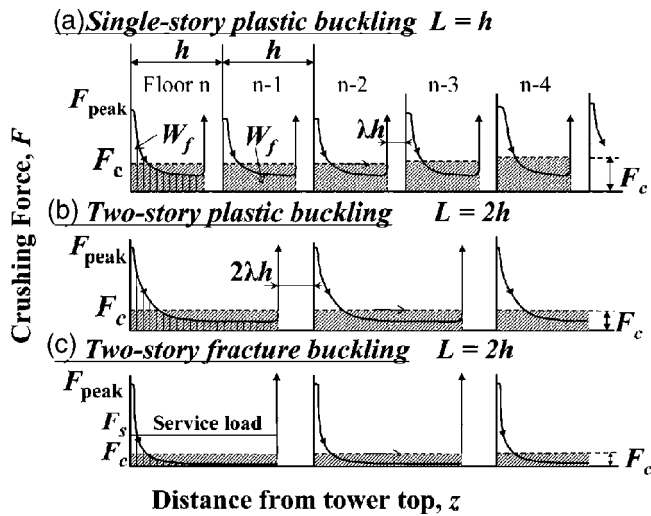 (a) Single-story plastic buckling L = h
h h
Floor n n-1 n-2 n-3 n-4
F_peak
W_f W_f λh
F_c F_c
(b) Two-story plastic buckling L = 2h
F_peak
2λh
F_c F_c
(c) Two-story fracture buckling L = 2h
F_peak
F_s Service load
F_c F_c
Crushing Force, F
Distance from tower top, z